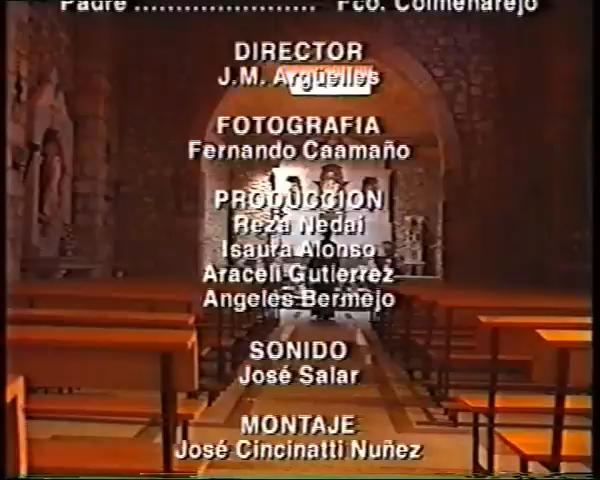 Padre ...................... Fco. Colmenarejo
DIRECTOR
J.M. Argüelles
FOTOGRAFIA
Fernando Caamaño
PRODUCCION
Reza Nedai
Isaura Alonso
Araceli Gutierrez
Angeles Bermejo
SONIDO
José Salar
MONTAJE
José Cincinatti Nuñez